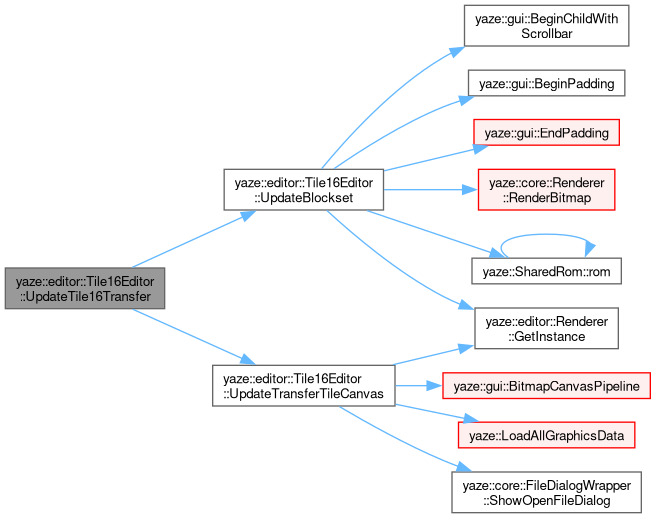 yaze::gui::BeginChildWith
Scrollbar
yaze::gui::BeginPadding
yaze::gui::EndPadding
yaze::editor::Tile16Editor
::UpdateBlockset
yaze::core::Renderer
::RenderBitmap
yaze::SharedRom::rom
yaze::editor::Tile16Editor
::UpdateTile16Transfer
yaze::editor::Renderer
::GetInstance
yaze::editor::Tile16Editor
::UpdateTransferTileCanvas
yaze::gui::BitmapCanvasPipeline
yaze::LoadAllGraphicsData
yaze::core::FileDialogWrapper
::ShowOpenFileDialog